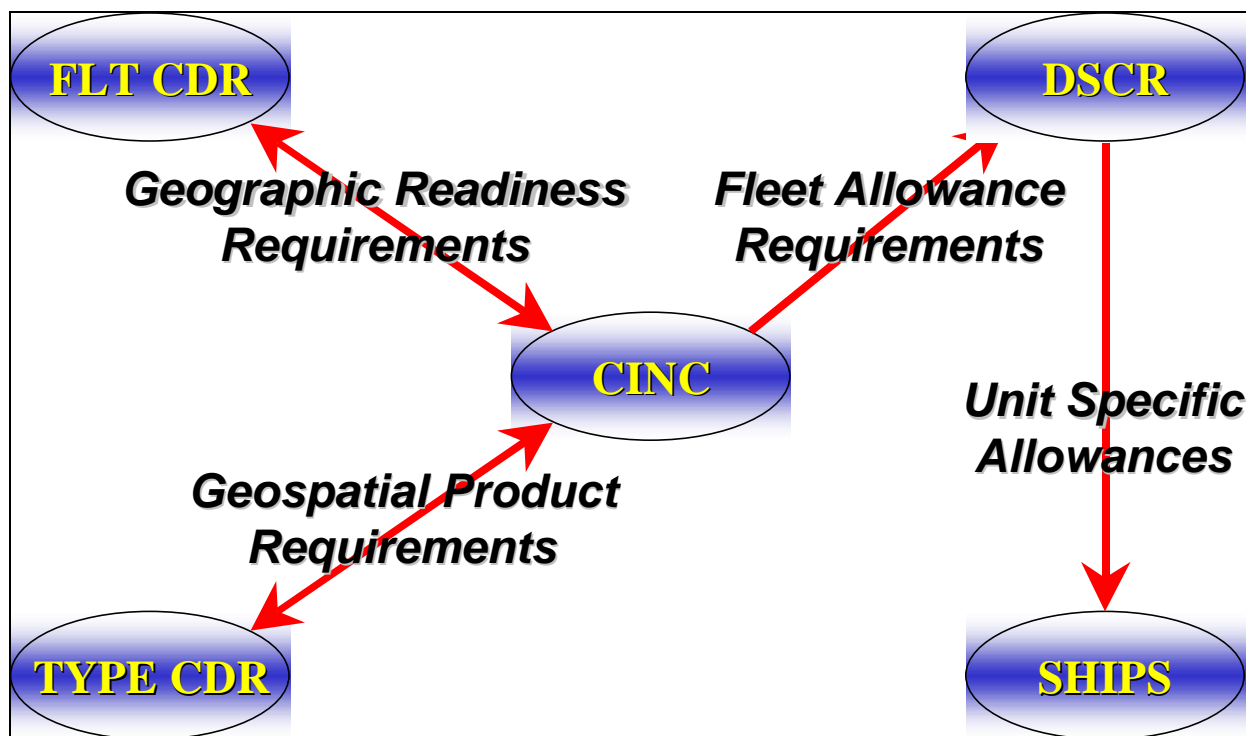 FLT CDR
DSCR
Geographic Readiness
Requirements
Fleet Allowance
Requirements
CINC
Unit Specific
Allowances
Geospatial Product
Requirements
TYPE CDR
SHIPS